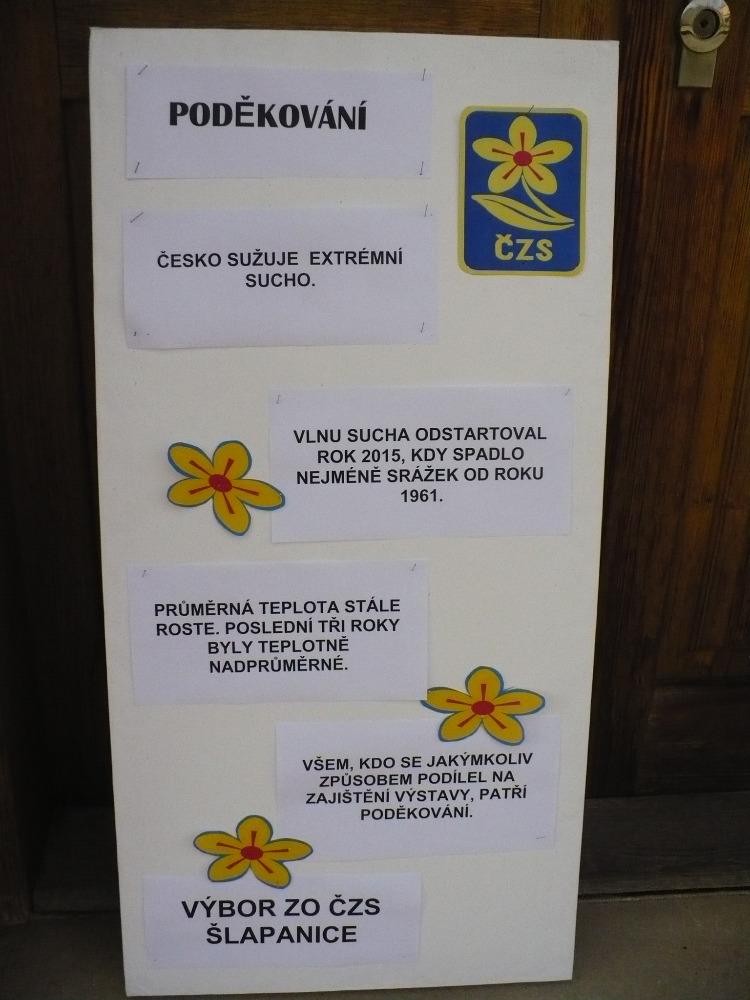 PODĚKOVÁNÍ
ČZS
ČESKO SUŽUJE EXTRÉMNÍ
SUCHO.
VLNU SUCHA ODSTARTOVAL
ROK 2015, KDY SPADLO
NEJMÉNĚ SRÁŽEK OD ROKU
1961.
PRŮMĚRNÁ TEPLOTA STÁLE
ROSTE. POSLEDNÍ TŘI ROKY
BYLY TEPLOTNĚ
NADPRŮMĚRNÉ.
VŠEM, KDO SE JAKÝMKOLIV
ZPŮSOBEM PODÍLEL NA
ZAJIŠTĚNÍ VÝSTAVY, PATŘÍ
PODĚKOVÁNÍ.
VÝBOR ZO ČZS
ŠLAPANICE